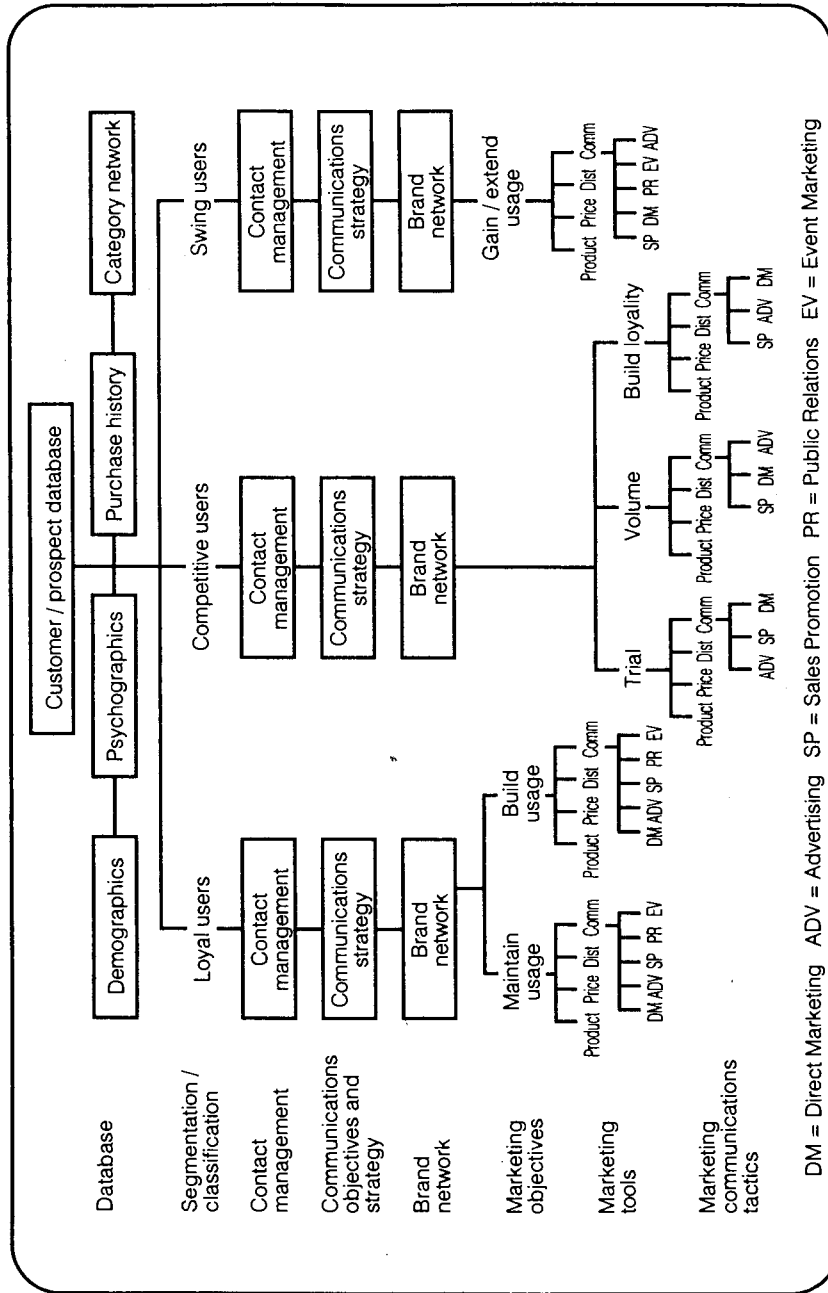 Customer / prospect database
Demographics
Psychographics
Purchase history
Category network
Database
Segmentation /
classification
Loyal users
Competitive users
Swing users
Contact
management
Contact
management
Contact
management
Contact
management
Communications
objectives and
strategy
Communications
strategy
Communications
strategy
Communications
strategy
Brand
network
Brand
network
Brand
network
Brand
network
Marketing
objectives
Maintain
usage
Build
usage
Gain / extend
usage
Marketing
tools
Product Price Dist Comm
DM ADV SP PR EV
Product Price Dist Comm
DM ADV SP PR EV
Product Price Dist Comm
SP DM PR EV ADV
Trial
Volume
Build loyality
Marketing
communications
tactics
Product Price Dist Comm
ADV SP DM
Product Price Dist Comm
SP DM ADV
Product Price Dist Comm
SP ADV DM
DM = Direct Marketing ADV = Advertising SP = Sales Promotion PR = Public Relations EV = Event Marketing